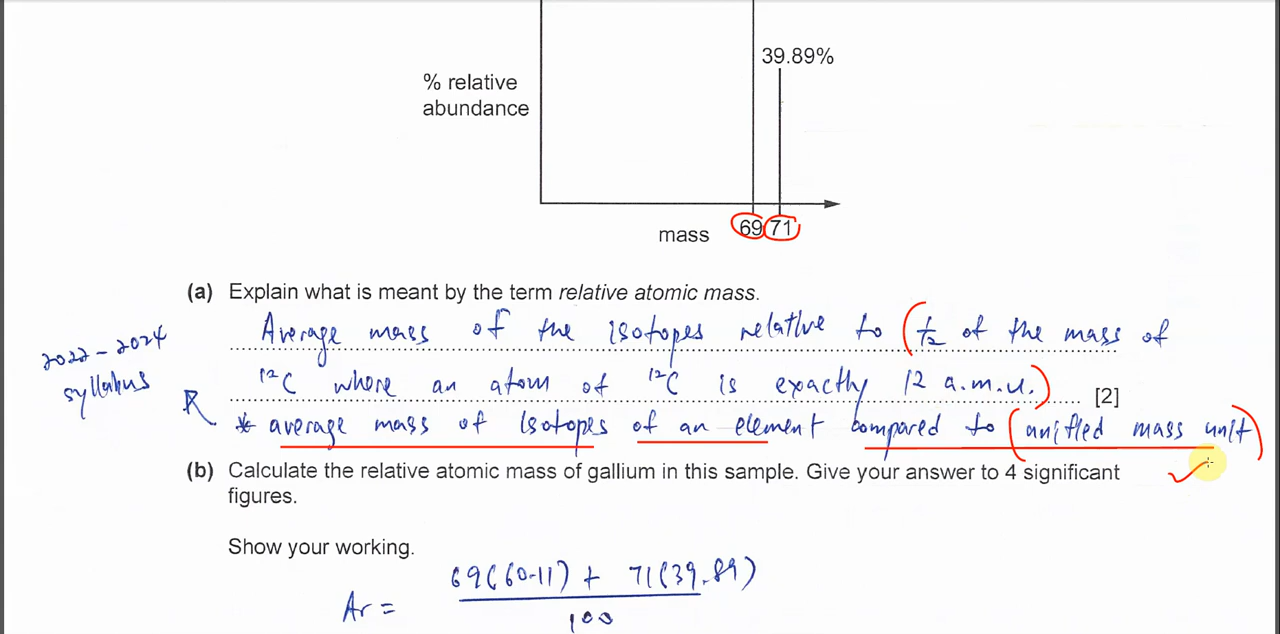 39.89%
% relative
abundance
mass 69 71
(a) Explain what is meant by the term relative atomic mass.
Average mass of the isotopes relative to (1/12 of the mass of
2022 – 2024
syllabus
¹²C where an atom of ¹²C is exactly 12 a.m.u.) [2]
* average mass of isotopes of an element compared to (unified mass unit)
(b) Calculate the relative atomic mass of gallium in this sample. Give your answer to 4 significant
figures.
Show your working.
Ar = 69(60.11) + 71(39.89)
100